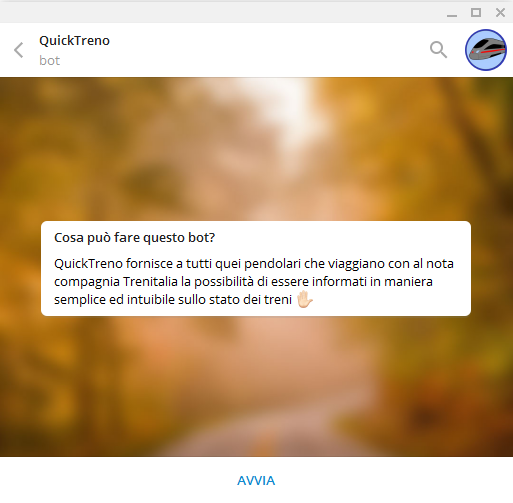 QuickTreno
bot
Cosa può fare questo bot?
QuickTreno fornisce a tutti quei pendolari che viaggiano con al nota
compagnia Trenitalia la possibilità di essere informati in maniera
semplice ed intuibile sullo stato dei treni ✋🏻
AVVIA